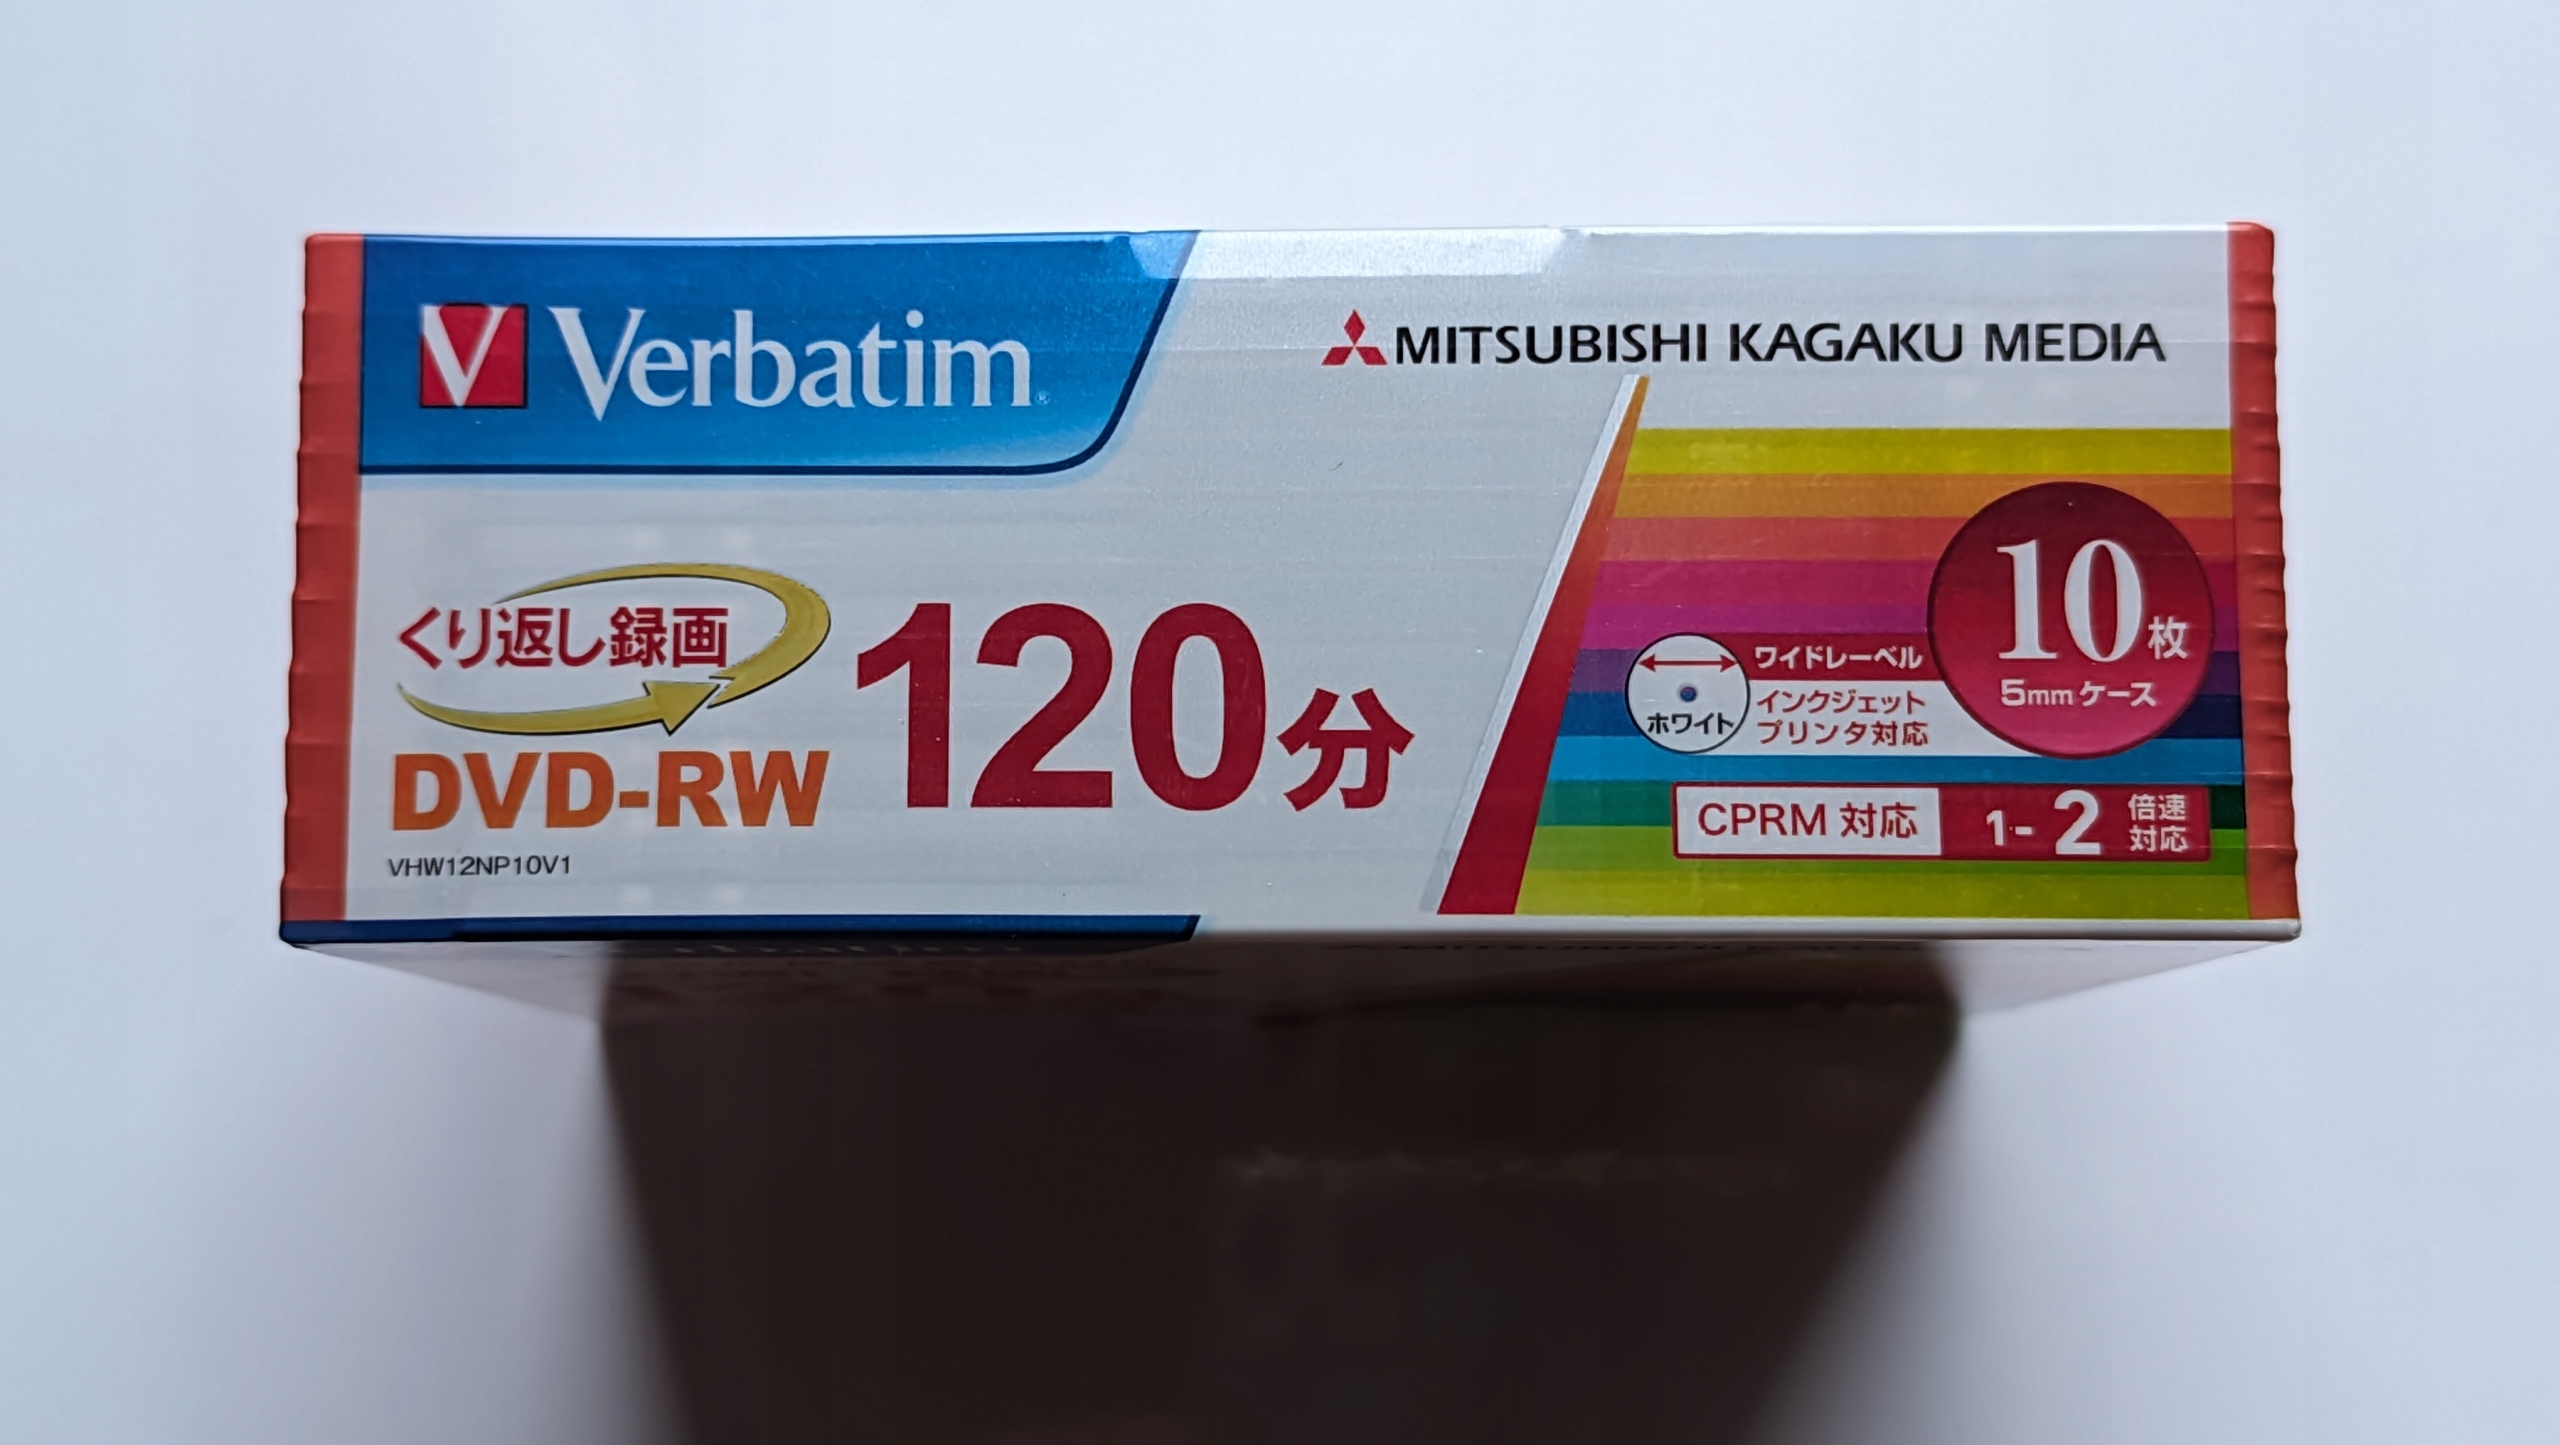 V Verbatim®
MITSUBISHI KAGAKU MEDIA
くり返し録画
DVD-RW
120分
VHW12NP10V1
10枚
5mmケース
ワイドレーベル
ホワイト
インクジェット
プリンタ対応
CPRM 対応
1-2 倍速
対応